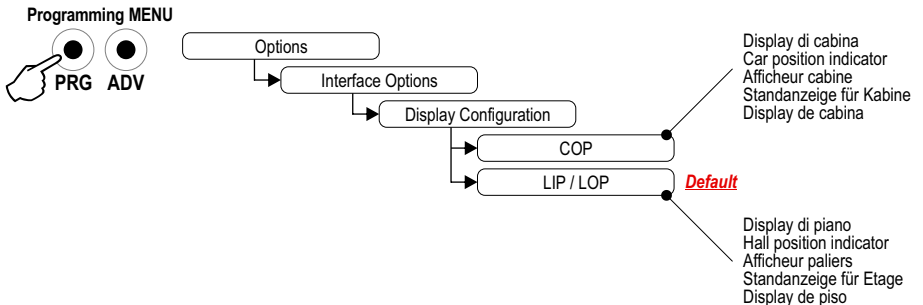 Programming MENU
PRG ADV
Options
Interface Options
Display Configuration
COP
LIP / LOP
Default
Display di cabina
Car position indicator
Afficheur cabine
Standanzeige für Kabine
Display de cabina
Display di piano
Hall position indicator
Afficheur paliers
Standanzeige für Etage
Display de piso